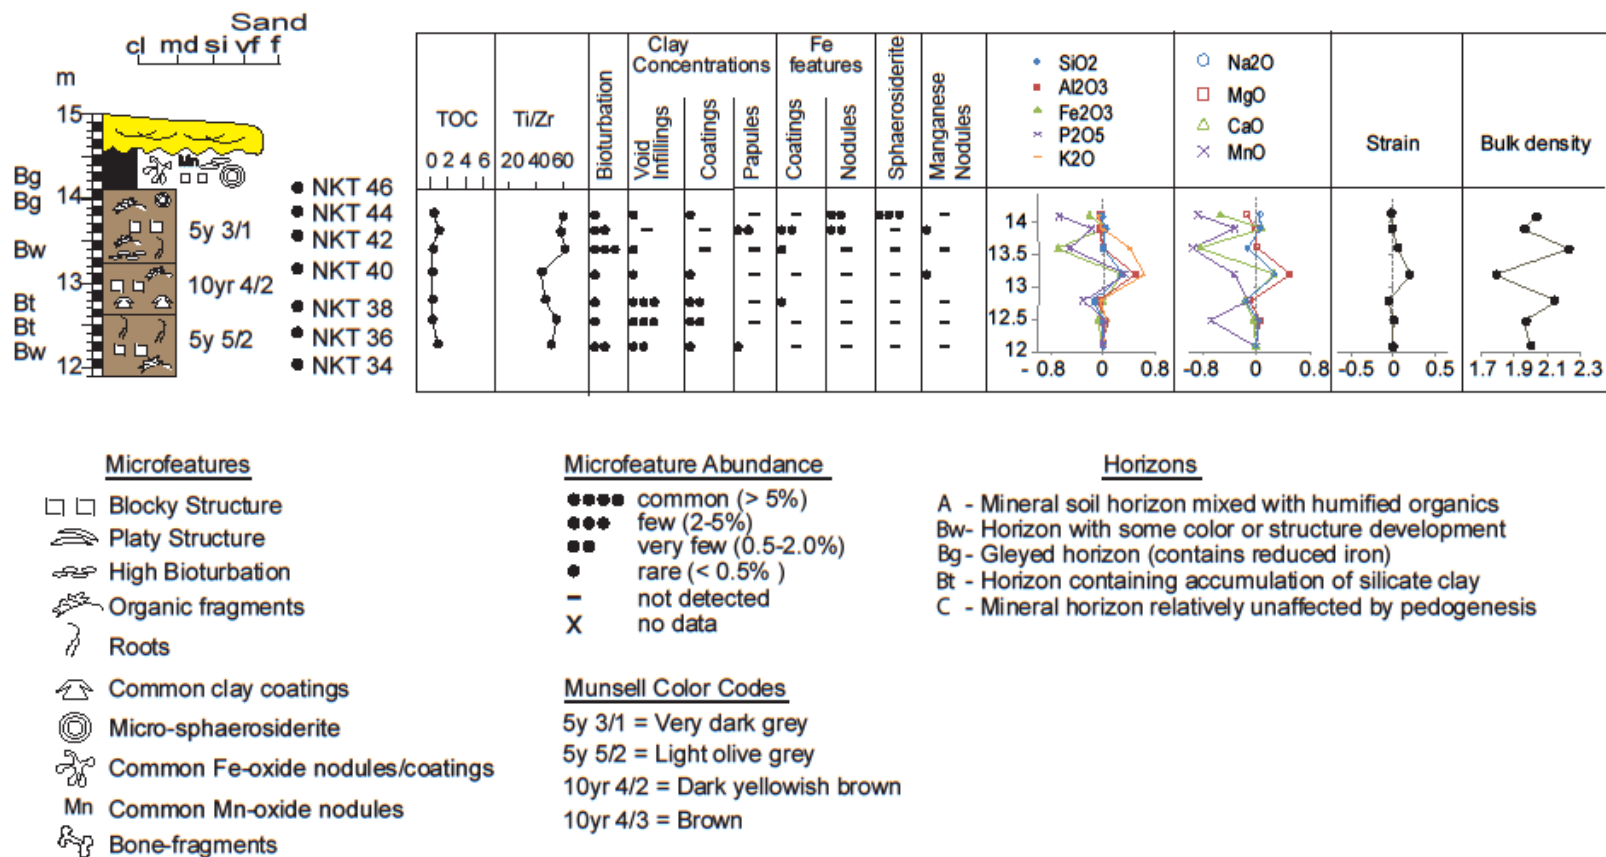 Sand
cl md si vf f
m
15
14
13
12
Bg
Bg
Bw
Bt
Bt
Bw
Mn
5y 3/1
10yr 4/2
5y 5/2
NKT 46
NKT 44
NKT 42
NKT 40
NKT 38
NKT 36
NKT 34
TOC
0 2 4 6
Ti/Zr
20 40 60
Bioturbation
Clay
Concentrations
Void
Infillings
Coatings
Papules
Fe
features
Coatings
Nodules
Sphaerosiderite
Manganese
Nodules
SiO2
Al2O3
Fe2O3
P2O5
K2O
14
13.5
13
12.5
12
- 0.8 0 0.8
Na2O
MgO
CaO
MnO
-0.8 0 0.8
Strain
-0.5 0 0.5
Bulk density
1.7 1.9 2.1 2.3
Microfeatures
Blocky Structure
Platy Structure
High Bioturbation
Organic fragments
Roots
Common clay coatings
Micro-sphaerosiderite
Common Fe-oxide nodules/coatings
Mn Common Mn-oxide nodules
Bone-fragments
Microfeature Abundance
common (> 5%)
few (2-5%)
very few (0.5-2.0%)
rare (< 0.5% )
– not detected
X no data
Munsell Color Codes
5y 3/1 = Very dark grey
5y 5/2 = Light olive grey
10yr 4/2 = Dark yellowish brown
10yr 4/3 = Brown
Horizons
A - Mineral soil horizon mixed with humified organics
Bw- Horizon with some color or structure development
Bg - Gleyed horizon (contains reduced iron)
Bt - Horizon containing accumulation of silicate clay
C - Mineral horizon relatively unaffected by pedogenesis